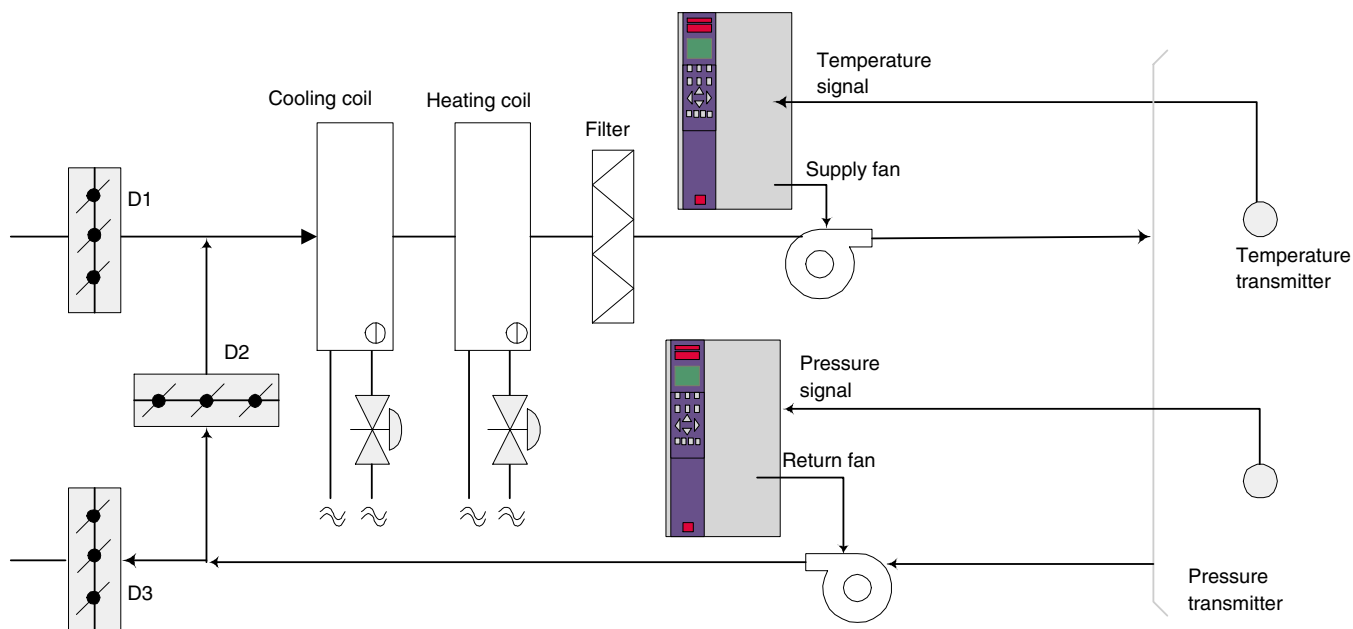 Cooling coil
Heating coil
Filter
Temperature
signal
Supply fan
D1
Temperature
transmitter
D2
Pressure
signal
Return fan
D3
Pressure
transmitter